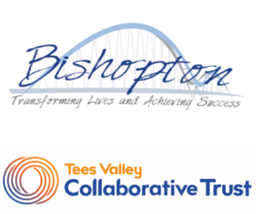 Bishopton
Transforming Lives and Achieving Success
Tees Valley
Collaborative Trust